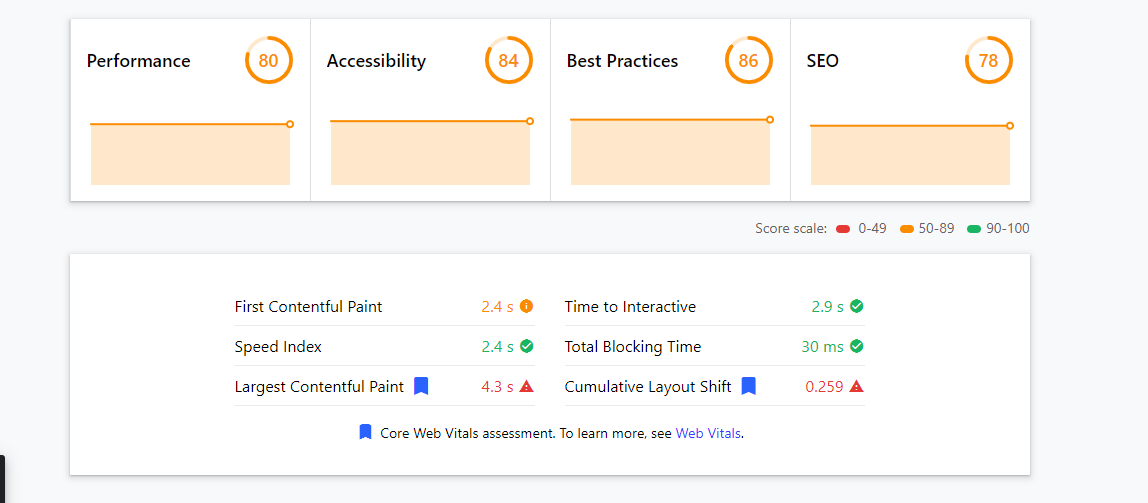 Performance 80 Accessibility 84 Best Practices 86 SEO 78
Score scale: 0-49 50-89 90-100
First Contentful Paint 2.4 s Time to Interactive 2.9 s
Speed Index 2.4 s Total Blocking Time 30 ms
Largest Contentful Paint 4.3 s Cumulative Layout Shift 0.259
Core Web Vitals assessment. To learn more, see Web Vitals.